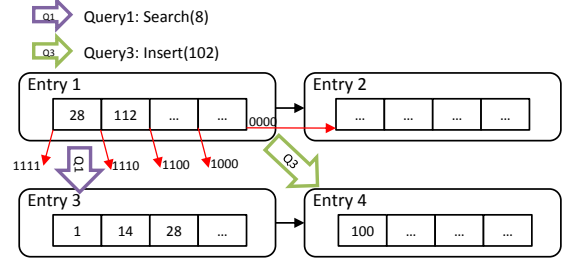 Q1 Query1: Search(8)
Q3 Query3: Insert(102)
Entry 1 Entry 2
28 112 ... ... 0000 ... ... ... ...
1111 Q1 1110 1100 1000 Q3
Entry 3 Entry 4
1 14 28 ... 100 ... ... ...